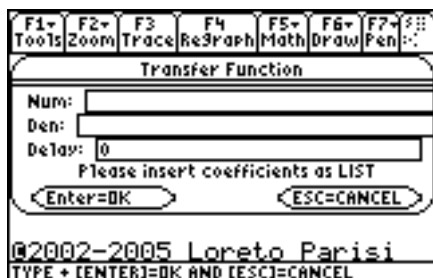 F1▾ F2▾ F3 F4 F5▾ F6▾ F7▾
Tools Zoom Trace ReGraph Math Draw Pen
Transfer Function
Num:
Den:
Delay: 0
Please insert coefficients as LIST
Enter=OK ESC=CANCEL
@2002-2005 Loreto Parisi
TYPE + [ENTER]=OK AND [ESC]=CANCEL